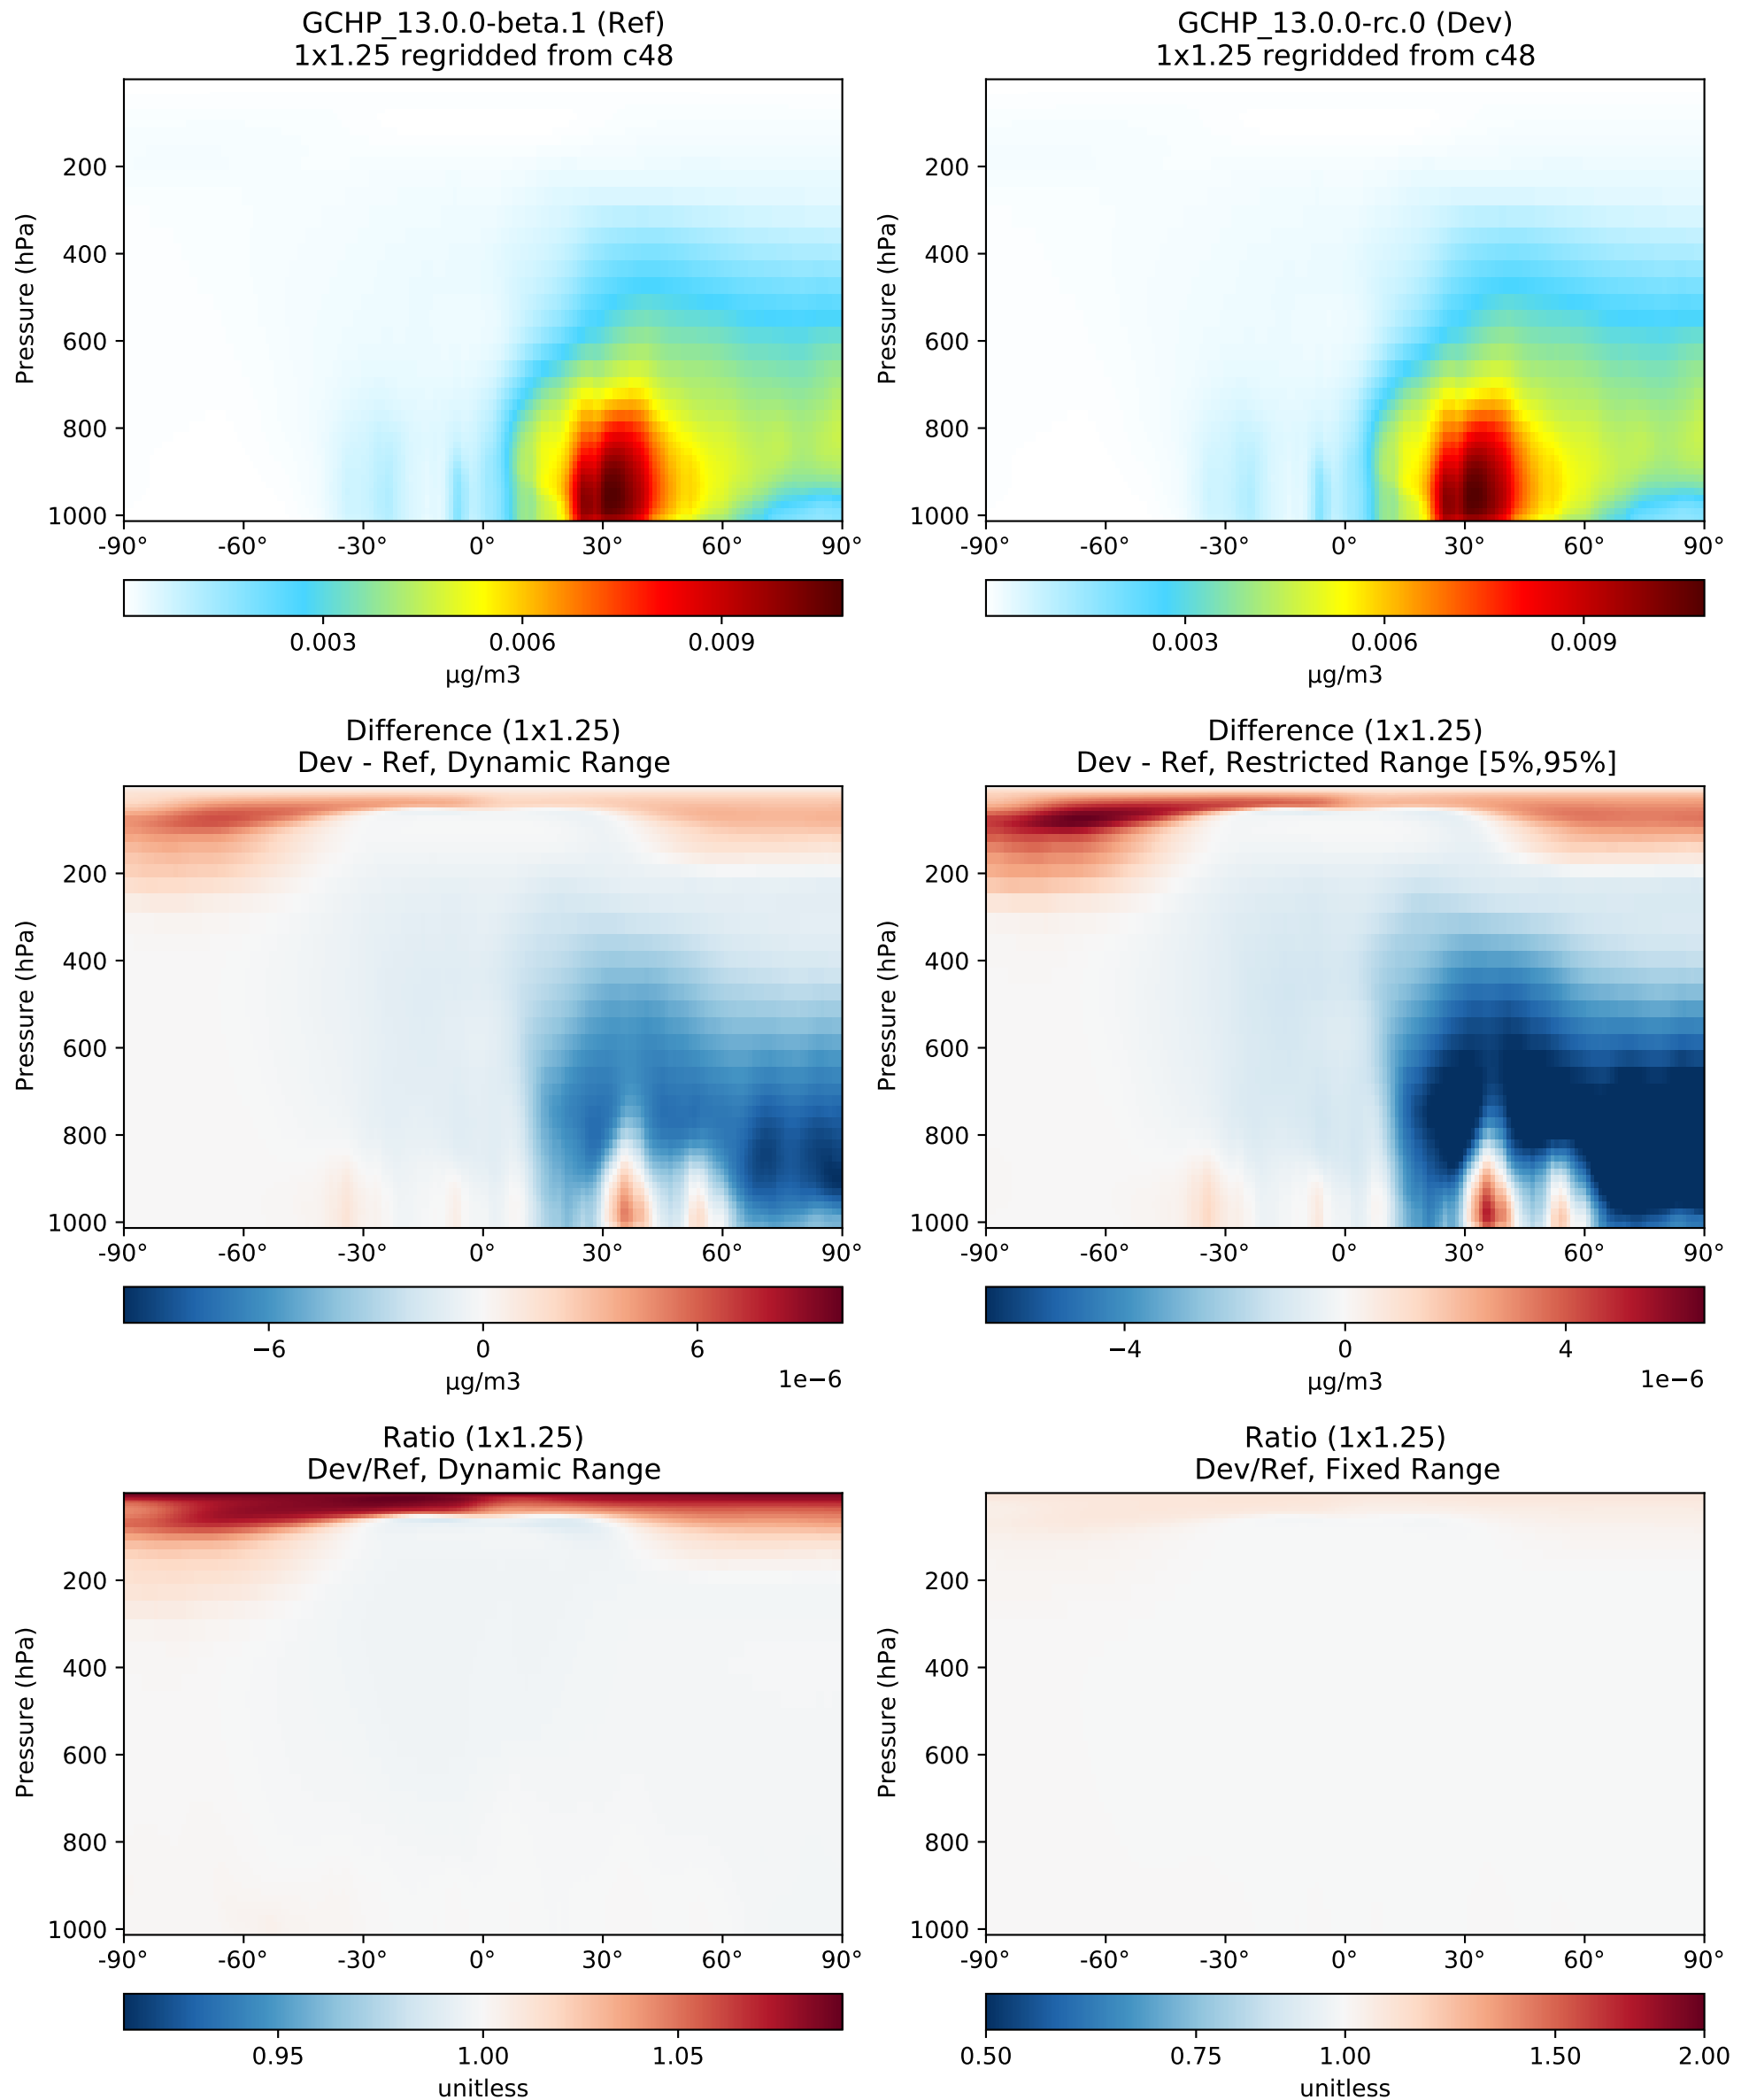 GCHP_13.0.0-beta.1 (Ref)
1x1.25 regridded from c48
Pressure (hPa)
200
400
600
800
1000
-90° -60° -30° 0° 30° 60° 90°
0.003 0.006 0.009
µg/m3
GCHP_13.0.0-rc.0 (Dev)
1x1.25 regridded from c48
Pressure (hPa)
200
400
600
800
1000
-90° -60° -30° 0° 30° 60° 90°
0.003 0.006 0.009
µg/m3
Difference (1x1.25)
Dev - Ref, Dynamic Range
Pressure (hPa)
200
400
600
800
1000
-90° -60° -30° 0° 30° 60° 90°
−6 0 6
µg/m3 1e−6
Difference (1x1.25)
Dev - Ref, Restricted Range [5%,95%]
Pressure (hPa)
200
400
600
800
1000
-90° -60° -30° 0° 30° 60° 90°
−4 0 4
µg/m3 1e−6
Ratio (1x1.25)
Dev/Ref, Dynamic Range
Pressure (hPa)
200
400
600
800
1000
-90° -60° -30° 0° 30° 60° 90°
0.95 1.00 1.05
unitless
Ratio (1x1.25)
Dev/Ref, Fixed Range
Pressure (hPa)
200
400
600
800
1000
-90° -60° -30° 0° 30° 60° 90°
0.50 0.75 1.00 1.50 2.00
unitless